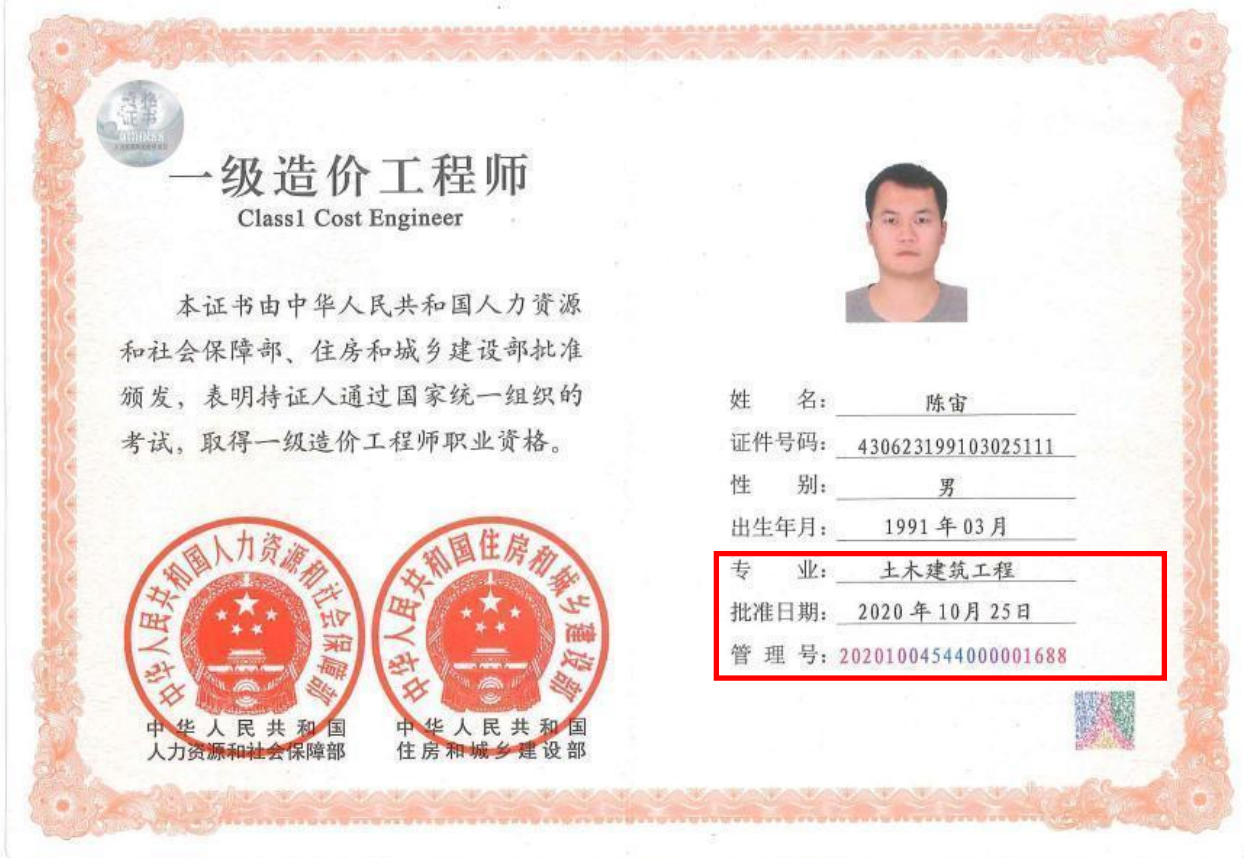 资格
证书
一级造价工程师
Class1 Cost Engineer
本证书由中华人民共和国人力资源
和社会保障部、住房和城乡建设部批准
颁发，表明持证人通过国家统一组织的
考试，取得一级造价工程师职业资格。
中华人民共和国人力资源和社会保障部
中华人民共和国住房和城乡建设部
中华人民共和国
人力资源和社会保障部
中华人民共和国
住房和城乡建设部
姓 名：陈宙
证件号码：430623199103025111
性 别：男
出生年月：1991年03月
专 业：土木建筑工程
批准日期：2020年10月25日
管 理 号：20201004544000001688